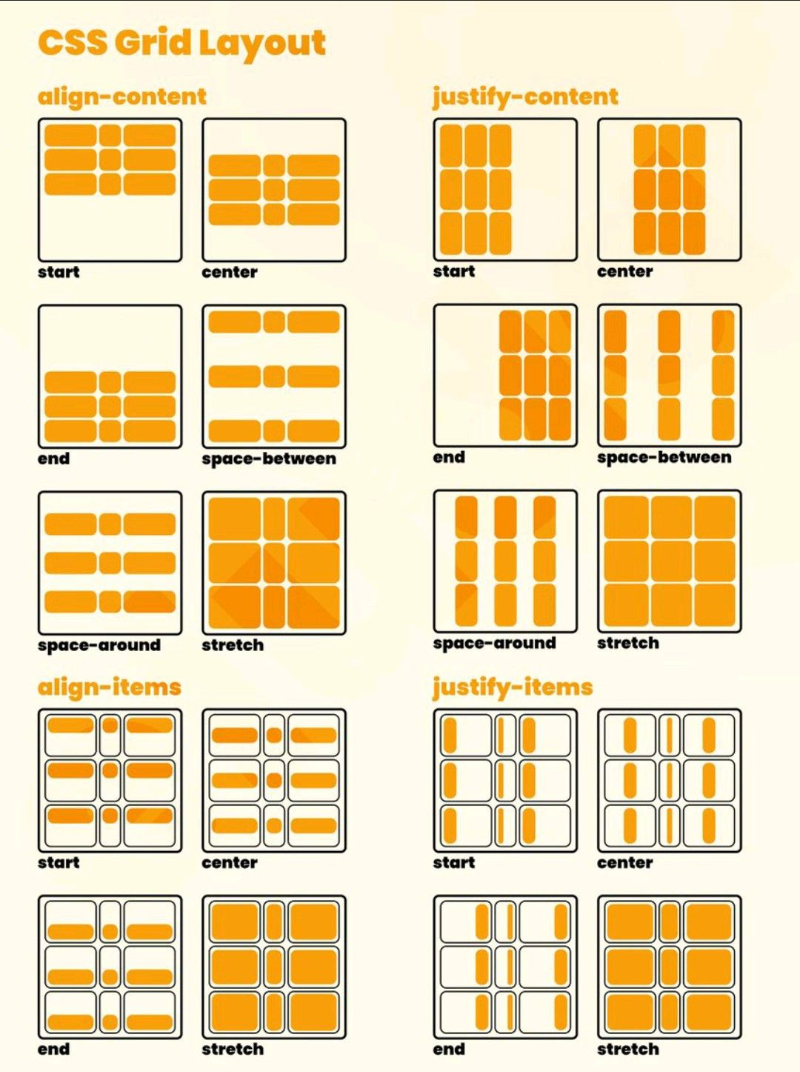 CSS Grid Layout
align-content
start
center
end
space-between
space-around
stretch
justify-content
start
center
end
space-between
space-around
stretch
align-items
start
center
end
stretch
justify-items
start
center
end
stretch